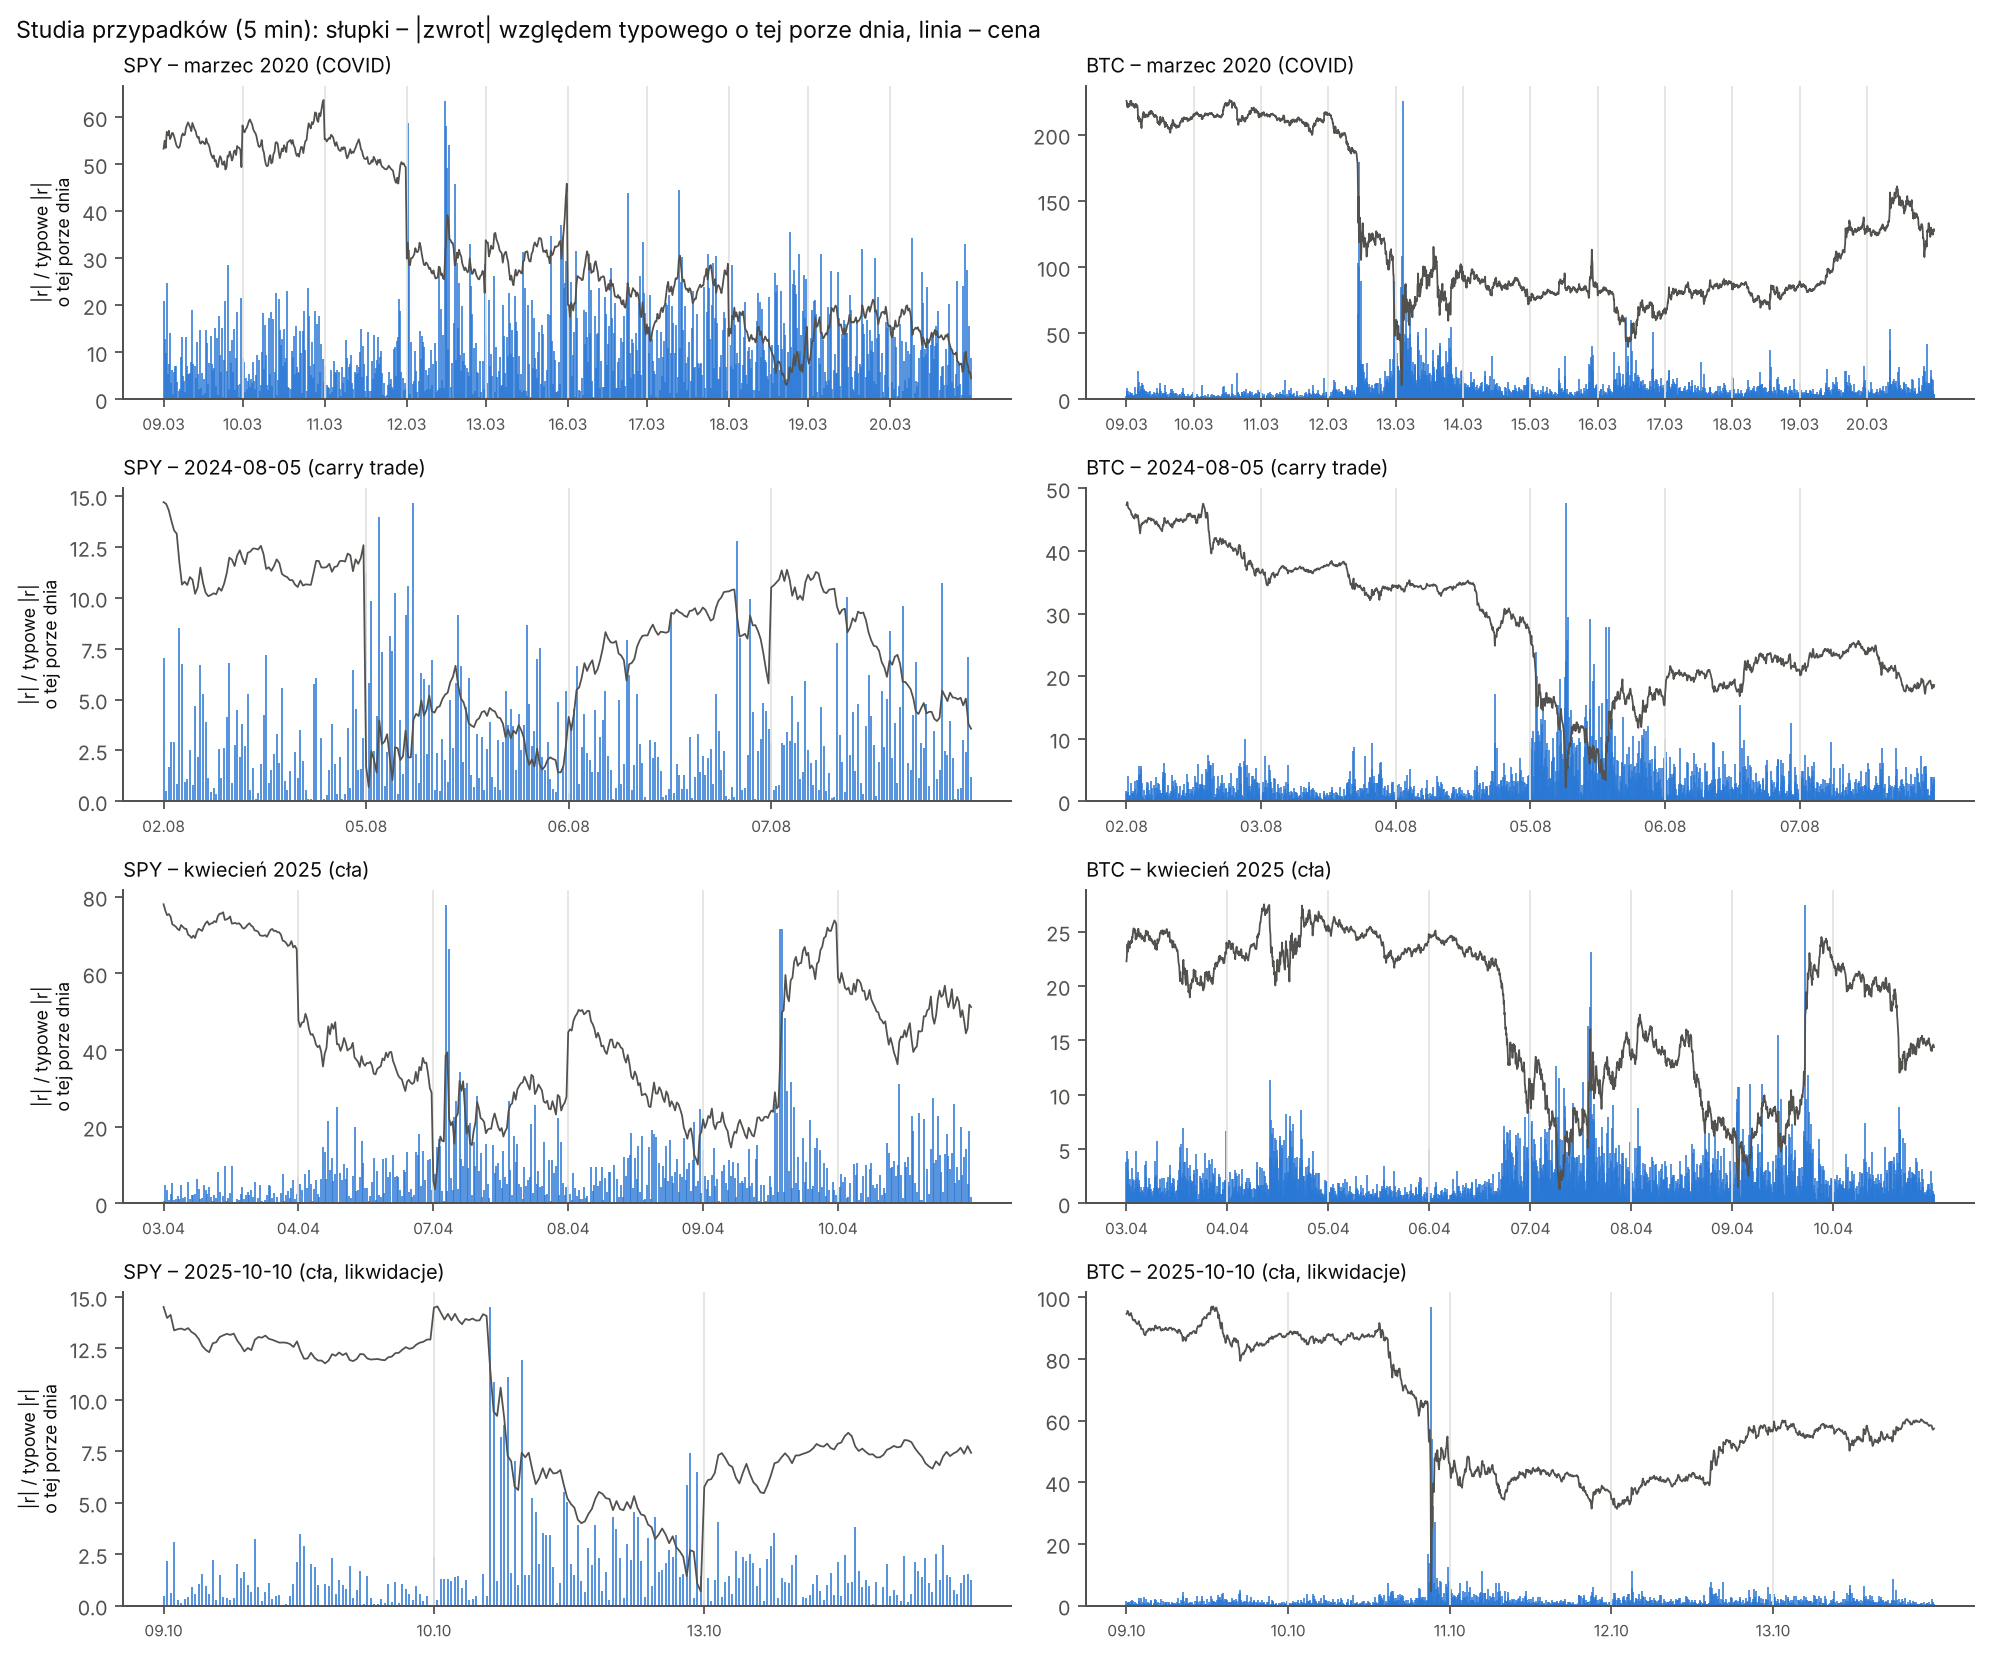 Studia przypadków (5 min): słupki – |zwrot| względem typowego o tej porze dnia, linia – cena
SPY – marzec 2020 (COVID)
|r| / typowe |r|
o tej porze dnia
60
50
40
30
20
10
0
09.03 10.03 11.03 12.03 13.03 16.03 17.03 18.03 19.03 20.03
BTC – marzec 2020 (COVID)
200
150
100
50
0
09.03 10.03 11.03 12.03 13.03 14.03 15.03 16.03 17.03 18.03 19.03 20.03
SPY – 2024-08-05 (carry trade)
|r| / typowe |r|
o tej porze dnia
15.0
12.5
10.0
7.5
5.0
2.5
0.0
02.08 05.08 06.08 07.08
BTC – 2024-08-05 (carry trade)
50
40
30
20
10
0
02.08 03.08 04.08 05.08 06.08 07.08
SPY – kwiecień 2025 (cła)
|r| / typowe |r|
o tej porze dnia
80
60
40
20
0
03.04 04.04 07.04 08.04 09.04 10.04
BTC – kwiecień 2025 (cła)
25
20
15
10
5
0
03.04 04.04 05.04 06.04 07.04 08.04 09.04 10.04
SPY – 2025-10-10 (cła, likwidacje)
|r| / typowe |r|
o tej porze dnia
15.0
12.5
10.0
7.5
5.0
2.5
0.0
09.10 10.10 13.10
BTC – 2025-10-10 (cła, likwidacje)
100
80
60
40
20
0
09.10 10.10 11.10 12.10 13.10